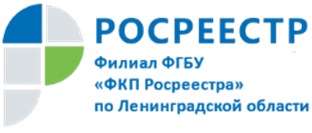 РОСРЕЕСТР
Филиал ФГБУ
«ФКП Росреестра»
по Ленинградской области